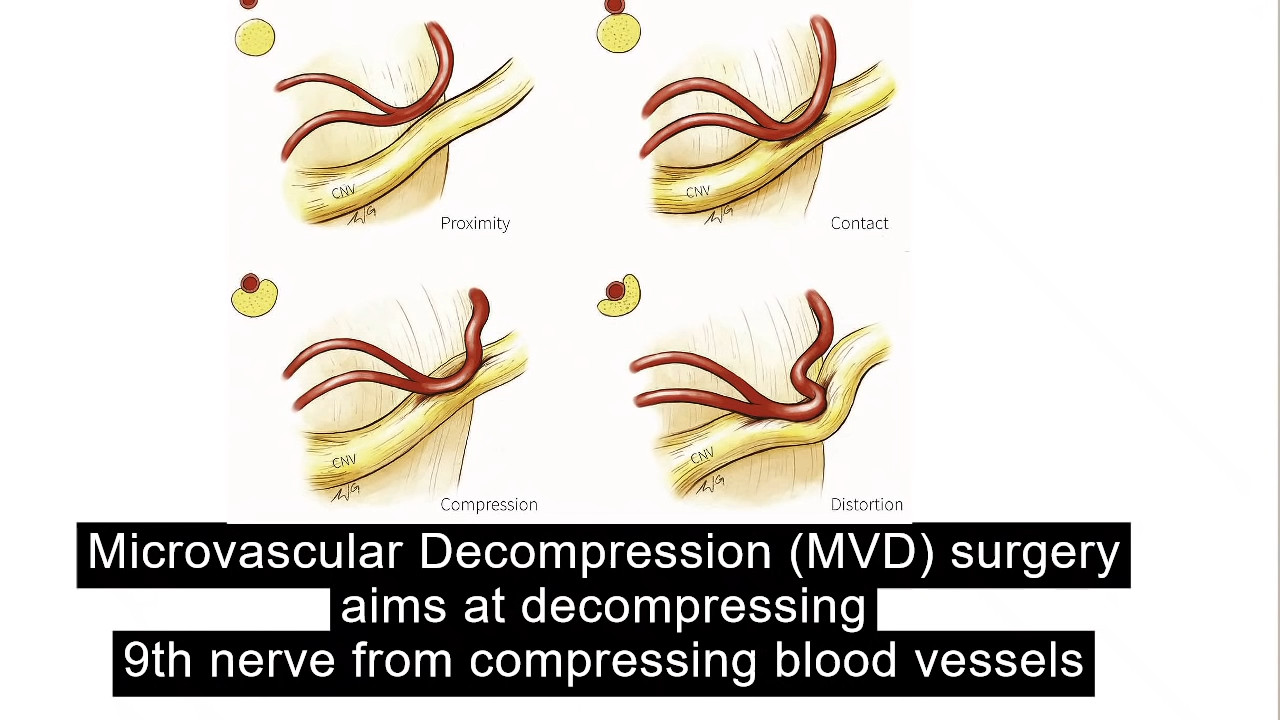 CNV
Proximity
CNV
Contact
CNV
Compression
CNV
Distortion
Microvascular Decompression (MVD) surgery
aims at decompressing
9th nerve from compressing blood vessels